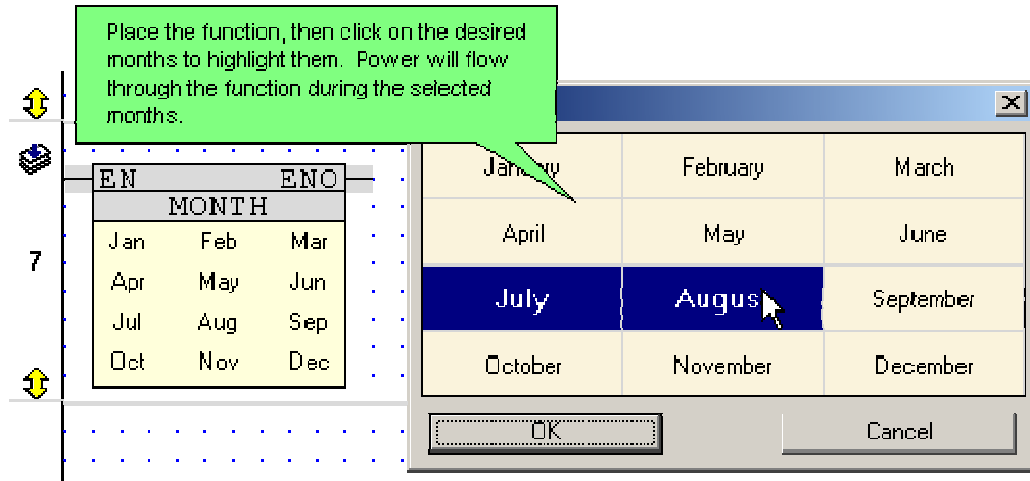 Place the function, then click on the desired
months to highlight them. Power will flow
through the function during the selected
months.
7
EN ENO
MONTH
Jan Feb Mar
Apr May Jun
Jul Aug Sep
Oct Nov Dec
January February March
April May June
July August September
October November December
OK Cancel